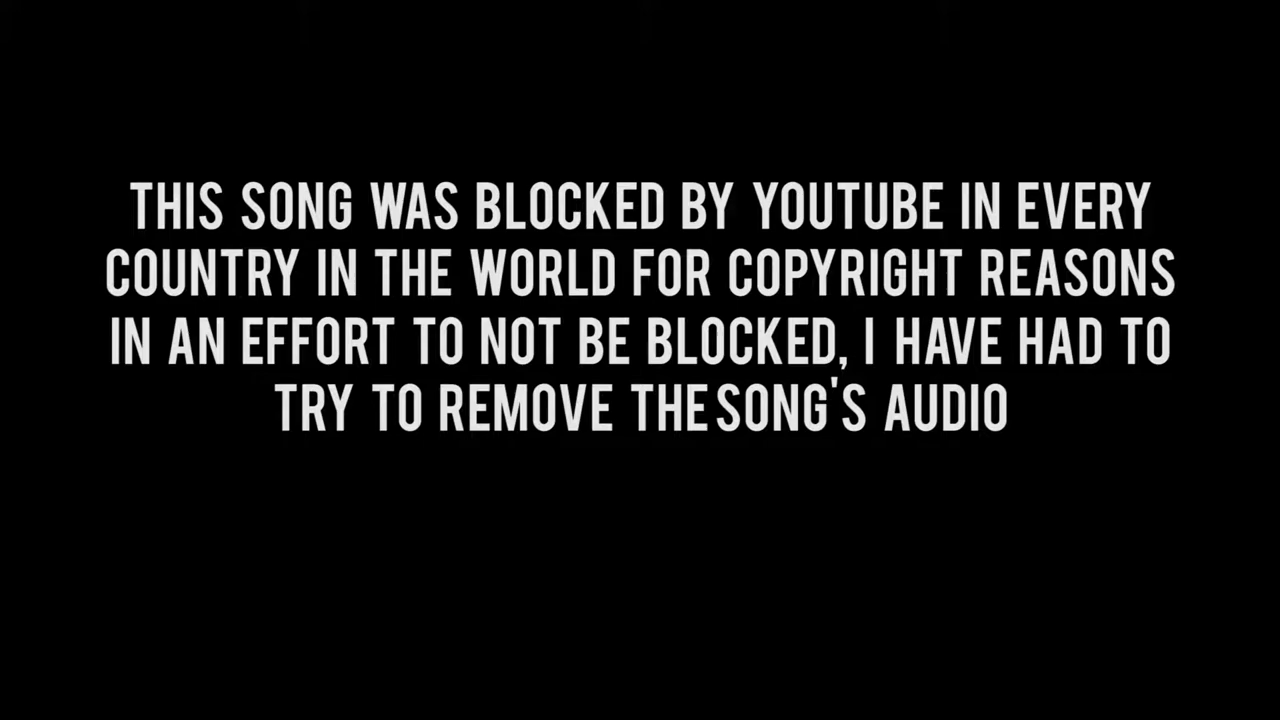 THIS SONG WAS BLOCKED BY YOUTUBE IN EVERY
COUNTRY IN THE WORLD FOR COPYRIGHT REASONS
IN AN EFFORT TO NOT BE BLOCKED, I HAVE HAD TO
TRY TO REMOVE THE SONG'S AUDIO